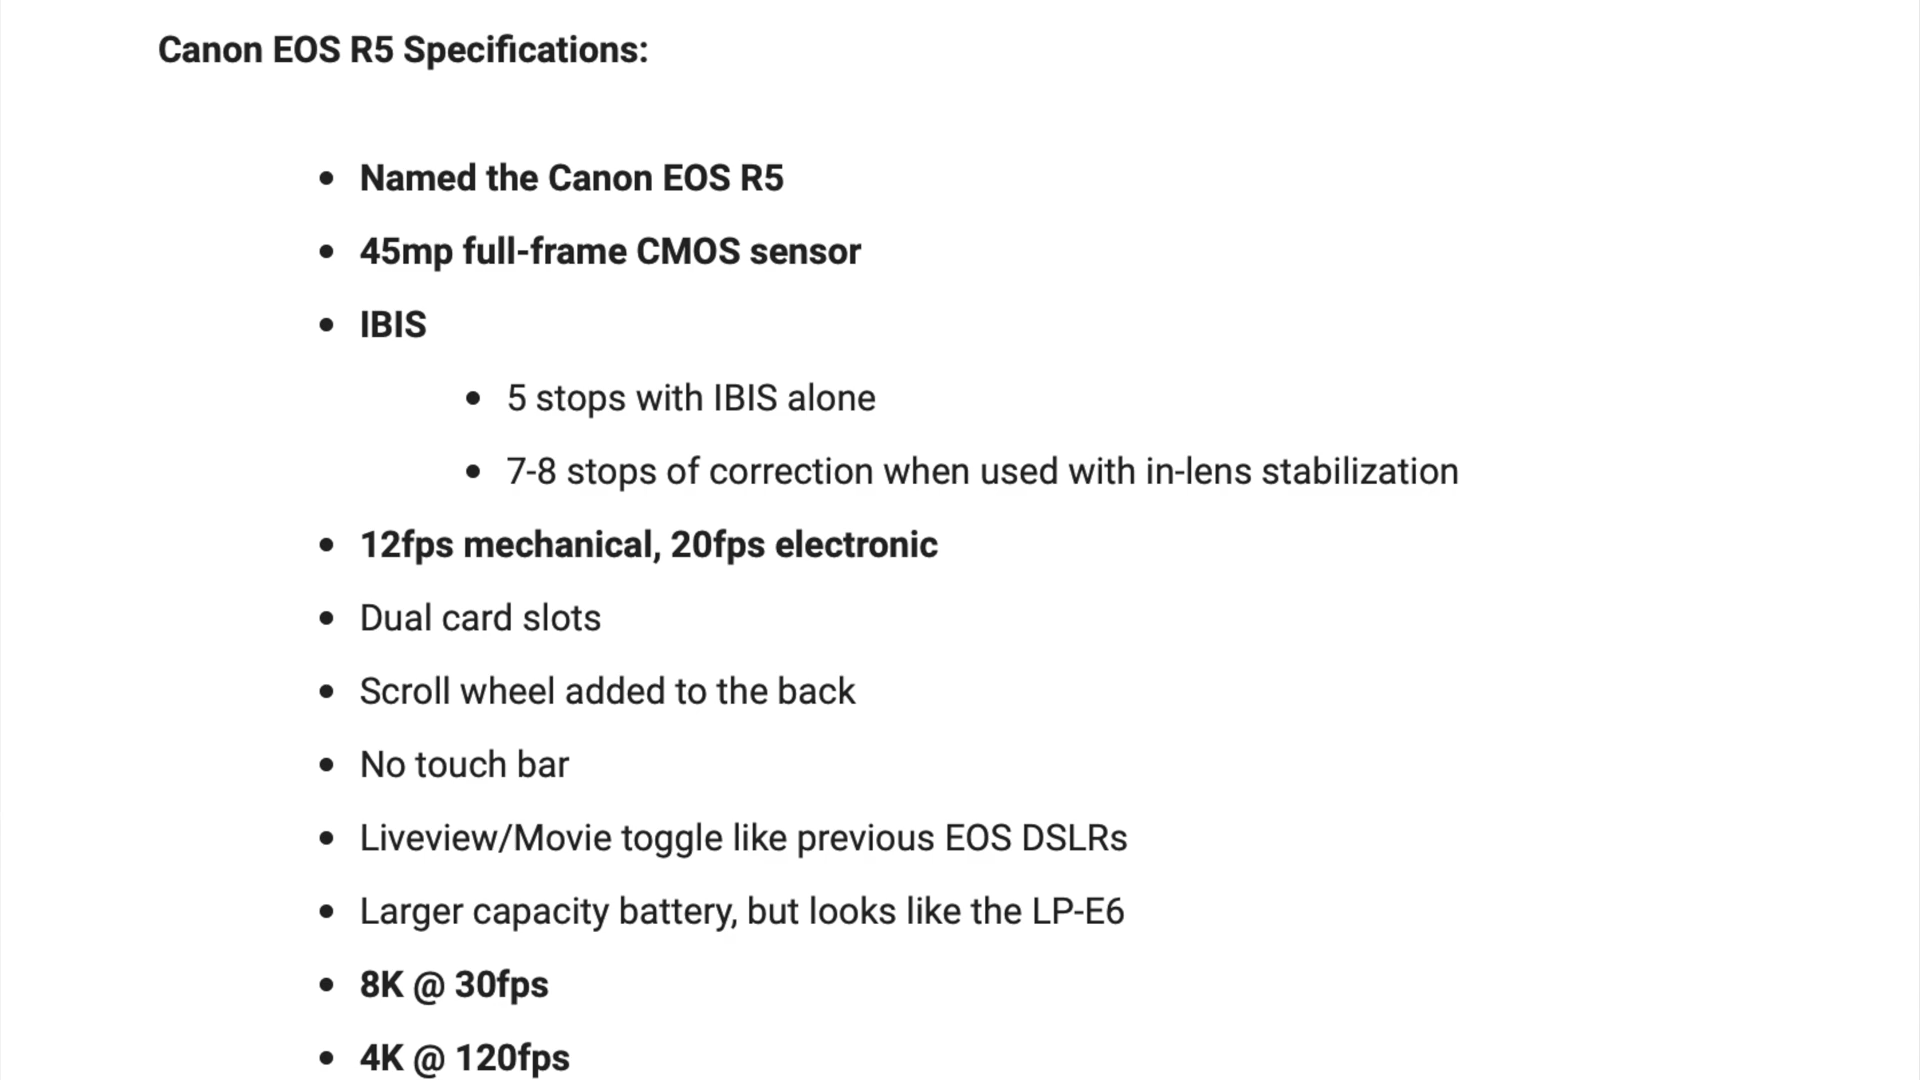 Canon EOS R5 Specifications:
Named the Canon EOS R5
45mp full-frame CMOS sensor
IBIS
5 stops with IBIS alone
7-8 stops of correction when used with in-lens stabilization
12fps mechanical, 20fps electronic
Dual card slots
Scroll wheel added to the back
No touch bar
Liveview/Movie toggle like previous EOS DSLRs
Larger capacity battery, but looks like the LP-E6
8K @ 30fps
4K @ 120fps